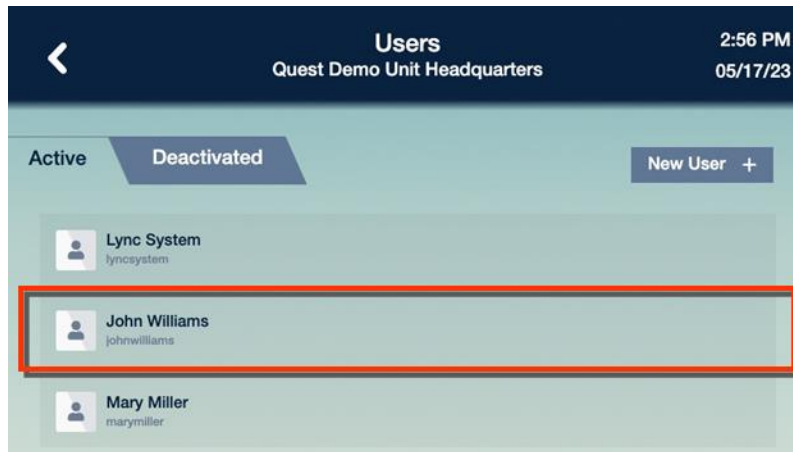 Users
2:56 PM
Quest Demo Unit Headquarters
05/17/23
Active
Deactivated
New User +
Lync System
lyncsystem
John Williams
johnwilliams
Mary Miller
marymiller